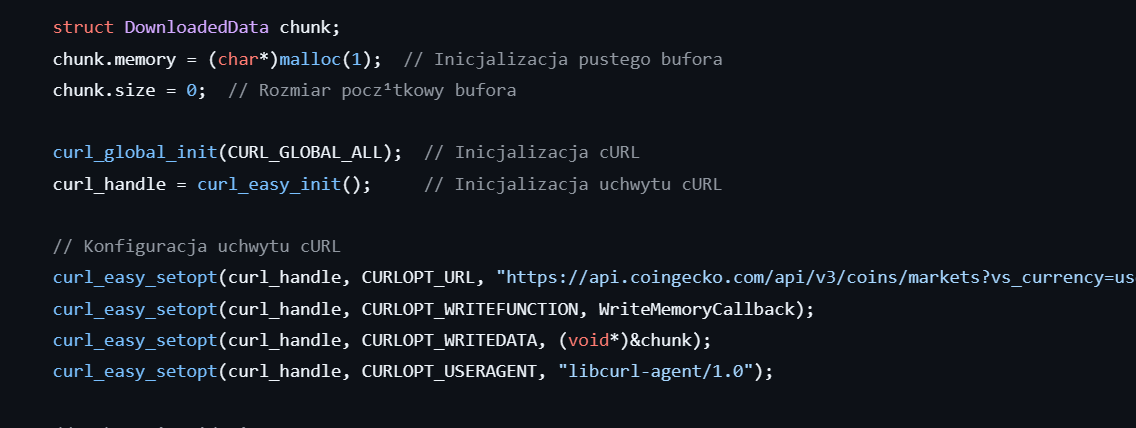 struct DownloadedData chunk;
chunk.memory = (char*)malloc(1);  // Inicjalizacja pustego bufora
chunk.size = 0;  // Rozmiar pocz¹tkowy bufora
curl_global_init(CURL_GLOBAL_ALL);  // Inicjalizacja cURL
curl_handle = curl_easy_init();     // Inicjalizacja uchwytu cURL
// Konfiguracja uchwytu cURL
curl_easy_setopt(curl_handle, CURLOPT_URL, "https://api.coingecko.com/api/v3/coins/markets?vs_currency=us
curl_easy_setopt(curl_handle, CURLOPT_WRITEFUNCTION, WriteMemoryCallback);
curl_easy_setopt(curl_handle, CURLOPT_WRITEDATA, (void*)&chunk);
curl_easy_setopt(curl_handle, CURLOPT_USERAGENT, "libcurl-agent/1.0");